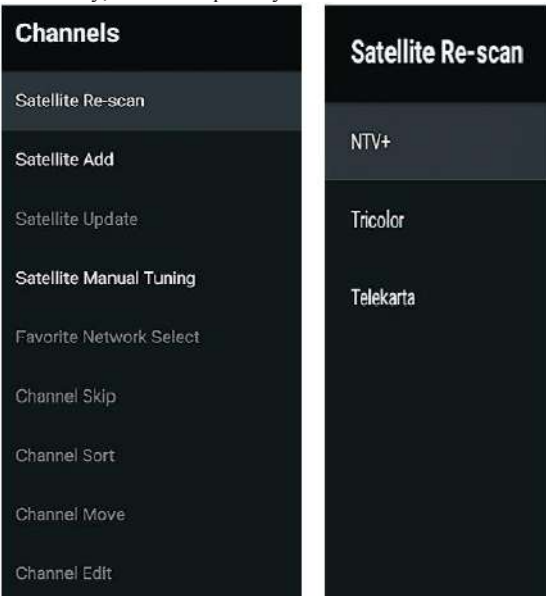 Channels
Satellite Re-scan
Satellite Add
Satellite Update
Satellite Manual Tuning
Favorite Network Select
Channel Skip
Channel Sort
Channel Move
Channel Edit
Satellite Re-scan
NTV+
Tricolor
Telekarta